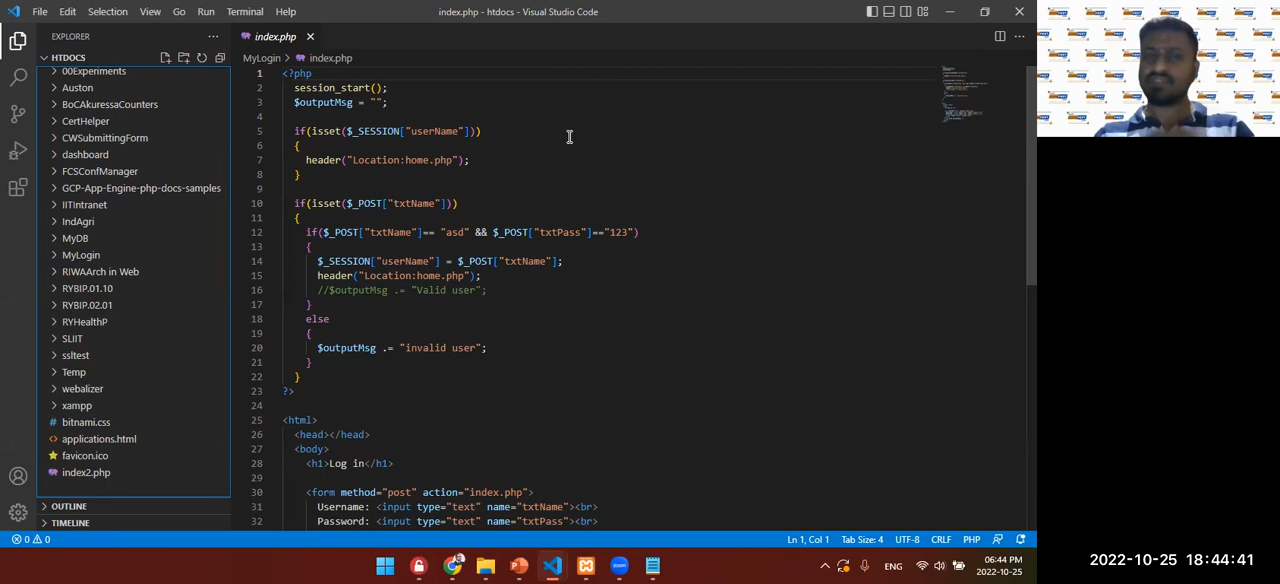 File Edit Selection View Go Run Terminal Help
index.php - htdocs - Visual Studio Code
EXPLORER
HTDOCS
00Experiments
Auston
BoCAkuressaCounters
CertHelper
CWSubmittingForm
dashboard
FCSConfManager
GCP-App-Engine-php-docs-samples
IITIntranet
IndAgri
MyDB
MyLogin
RIWAArch in Web
RYBIP.01.10
RYBIP.02.01
RYHealthP
SLIIT
ssltest
Temp
webalizer
xampp
bitnami.css
applications.html
favicon.ico
index2.php
OUTLINE
TIMELINE
index.php
MyLogin > index.php
1 <?php
2 session_start();
3 $outputMsg = "";
4
5 if(isset($_SESSION["userName"]))
6 {
7 header("Location:home.php");
8 }
9
10 if(isset($_POST["txtName"]))
11 {
12 if($_POST["txtName"]== "asd" && $_POST["txtPass"]=="123")
13 {
14 $_SESSION["userName"] = $_POST["txtName"];
15 header("Location:home.php");
16 //$outputMsg .= "Valid user";
17 }
18 else
19 {
20 $outputMsg .= "invalid user";
21 }
22 }
23 ?>
24
25 <html>
26 <head></head>
27 <body>
28 <h1>Log in</h1>
29
30 <form method="post" action="index.php">
31 Username: <input type="text" name="txtName"><br>
32 Password: <input type="text" name="txtPass"><br>
0 0
Ln 1, Col 1 Tab Size: 4 UTF-8 CRLF PHP
ENG
06:44 PM
2022-10-25
2022-10-25 18:44:41